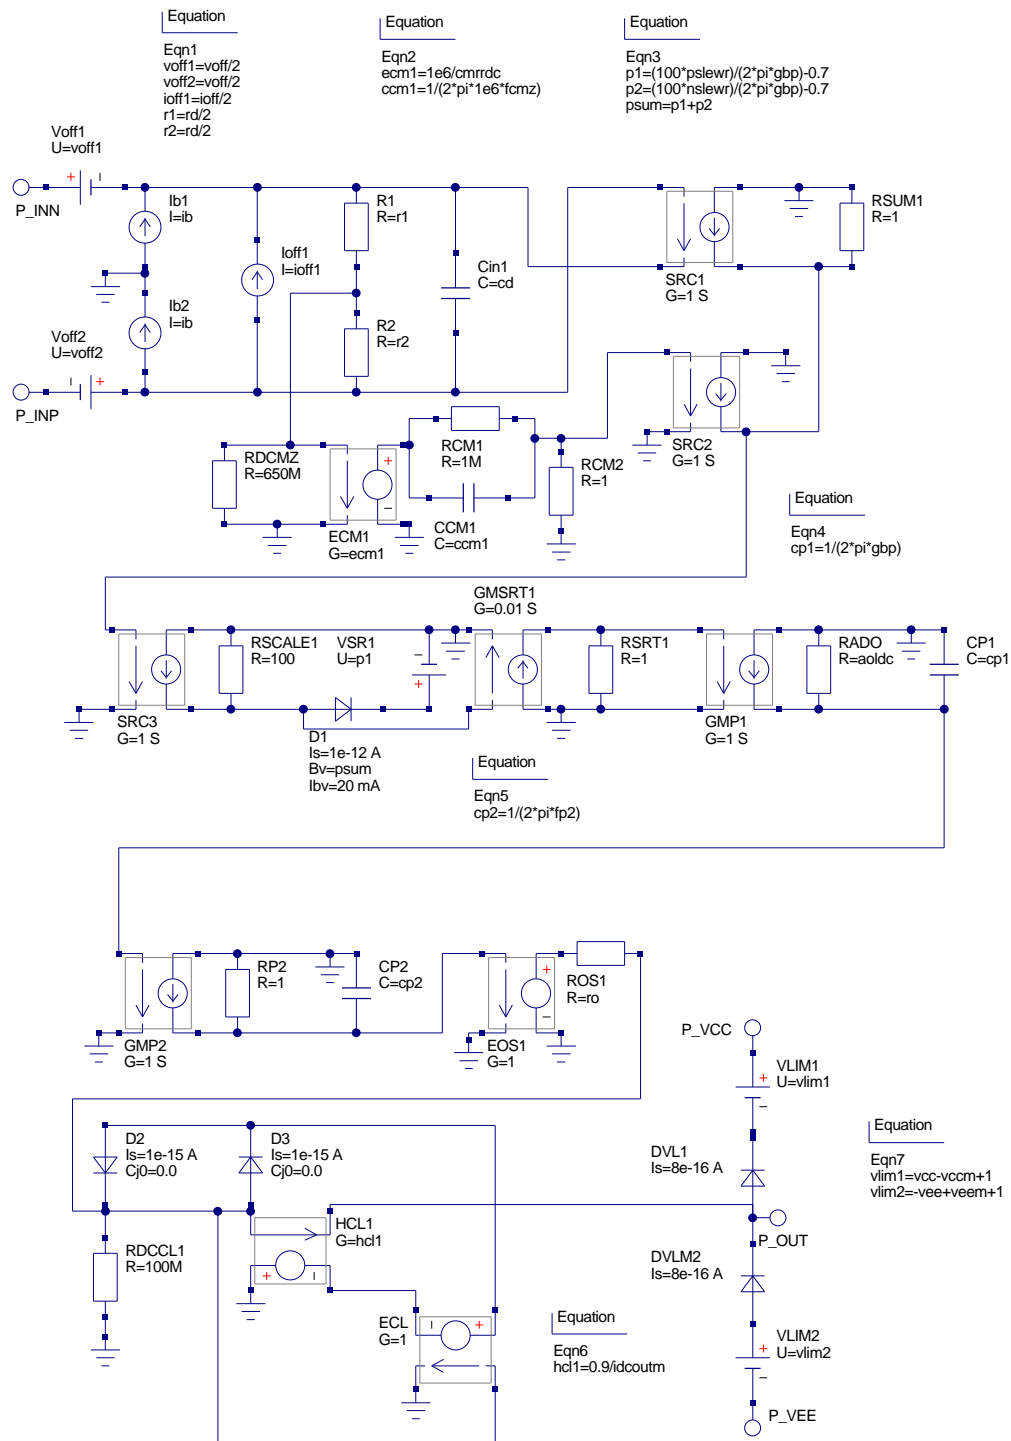 Equation
Eqn1
voff1=voff/2
voff2=voff/2
ioff1=ioff/2
r1=rd/2
r2=rd/2
Equation
Eqn2
ecm1=1e6/cmrrdc
ccm1=1/(2*pi*1e6*fcmz)
Equation
Eqn3
p1=(100*pslewr)/(2*pi*gbp)-0.7
p2=(100*nslewr)/(2*pi*gbp)-0.7
psum=p1+p2
Voff1
U=voff1
+
P_INN
Ib1
I=ib
Ioff1
I=ioff1
R1
R=r1
Cin1
C=cd
SRC1
G=1 S
RSUM1
R=1
Ib2
I=ib
Voff2
U=voff2
+
P_INP
R2
R=r2
SRC2
G=1 S
RDCMZ
R=650M
+
–
ECM1
G=ecm1
RCM1
R=1M
CCM1
C=ccm1
RCM2
R=1
Equation
Eqn4
cp1=1/(2*pi*gbp)
SRC3
G=1 S
RSCALE1
R=100
VSR1
U=p1
–
+
D1
Is=1e-12 A
Bv=psum
Ibv=20 mA
GMSRT1
G=0.01 S
RSRT1
R=1
GMP1
G=1 S
RADO
R=aoldc
CP1
C=cp1
Equation
Eqn5
cp2=1/(2*pi*fp2)
GMP2
G=1 S
RP2
R=1
CP2
C=cp2
+
–
EOS1
G=1
ROS1
R=ro
P_VCC
VLIM1
U=vlim1
+
–
DVL1
Is=8e-16 A
Equation
Eqn7
vlim1=vcc-vccm+1
vlim2=-vee+veem+1
D2
Is=1e-15 A
Cj0=0.0
D3
Is=1e-15 A
Cj0=0.0
HCL1
G=hcl1
+
RDCCL1
R=100M
P_OUT
DVLM2
Is=8e-16 A
ECL
G=1
+
Equation
Eqn6
hcl1=0.9/idcoutm
VLIM2
U=vlim2
+
–
P_VEE